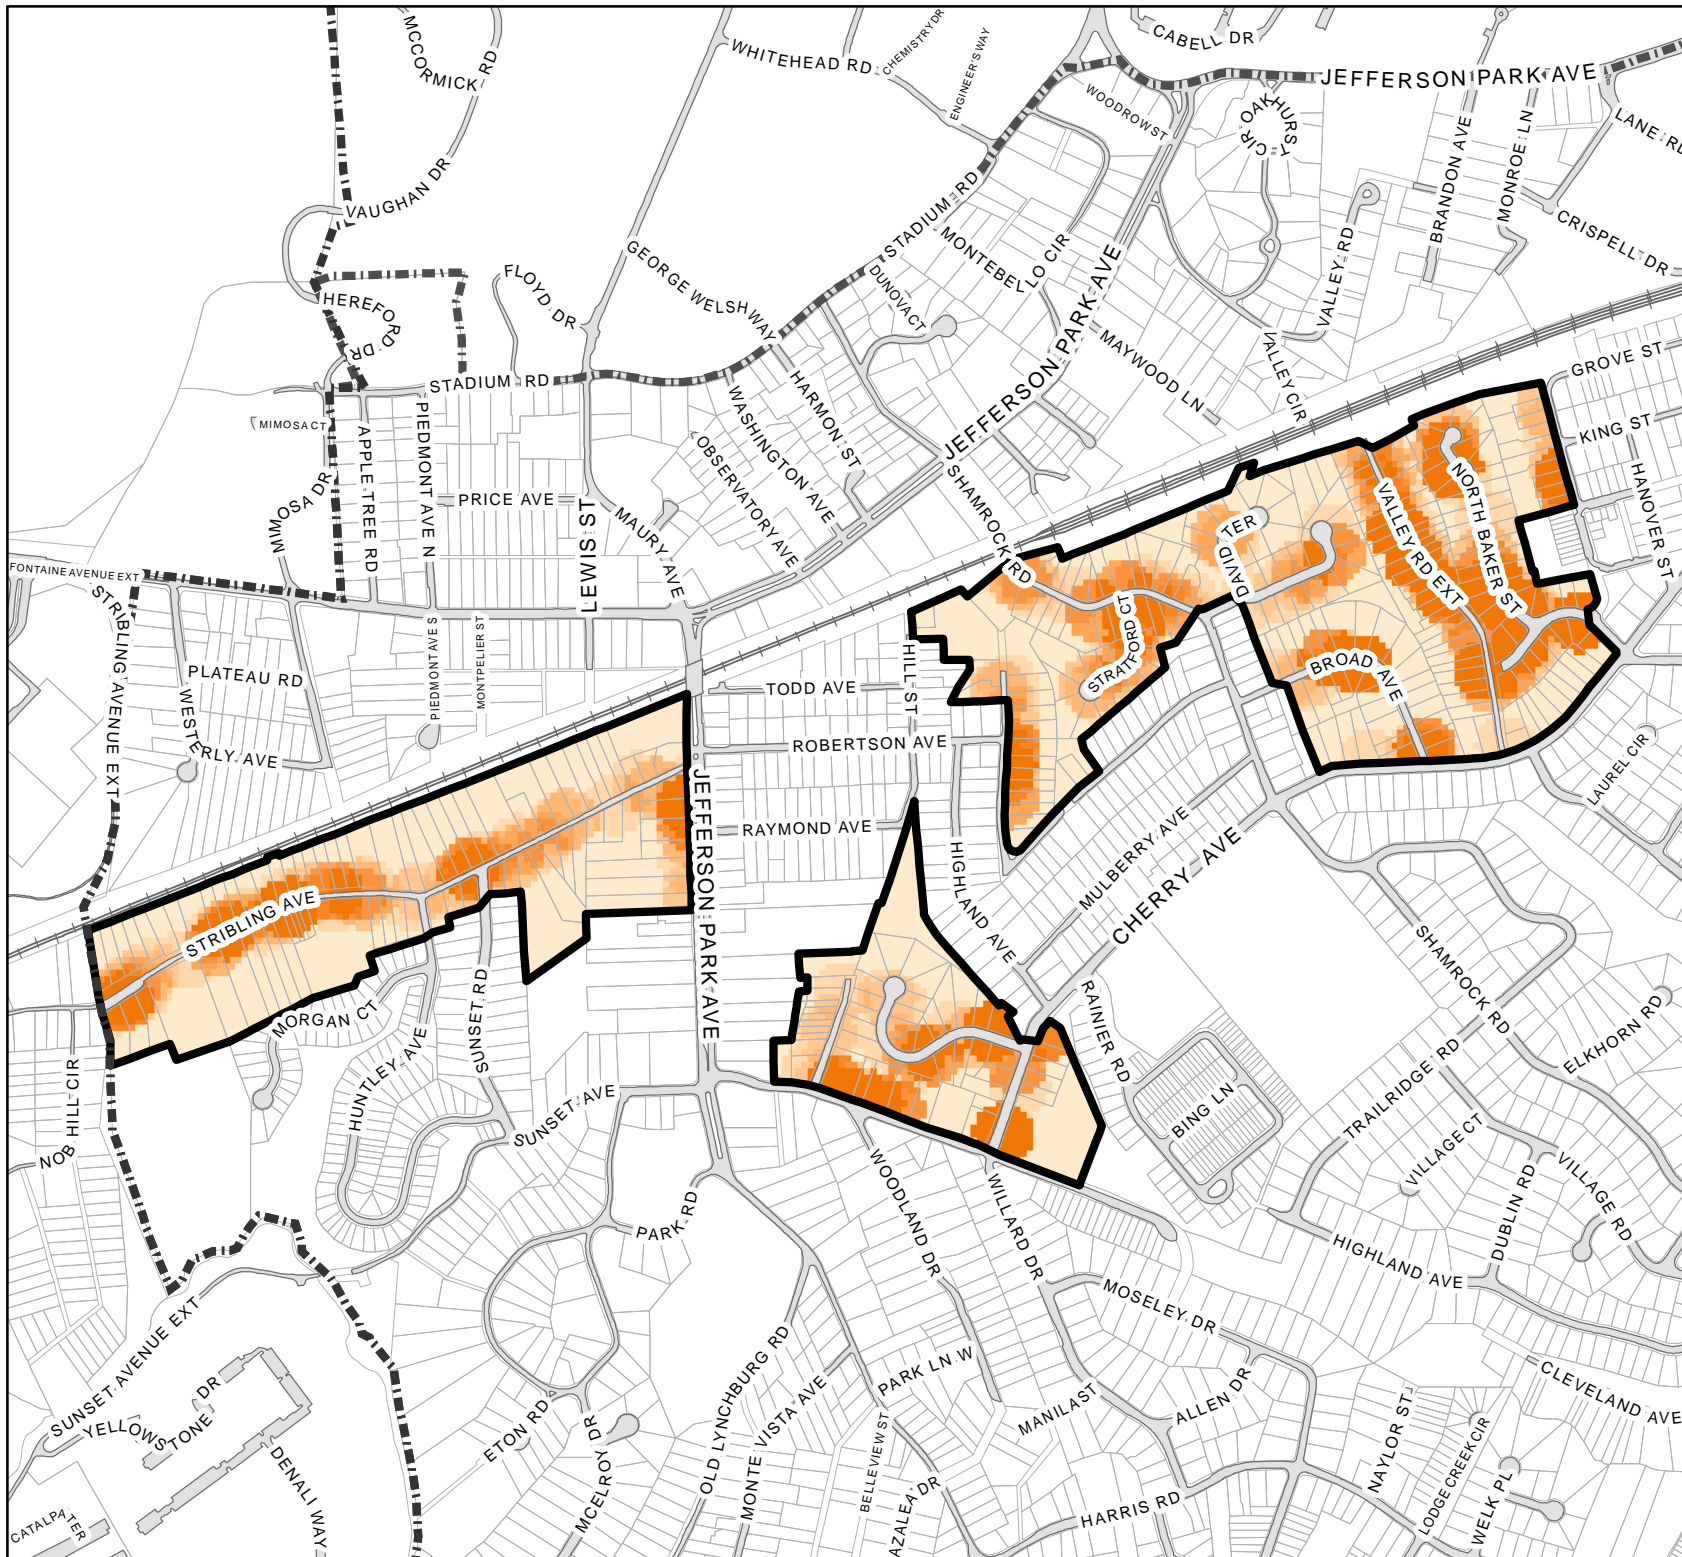 MCCORMICK RD
WHITEHEAD RD
CHEMISTRY DR
ENGINEER'S WAY
CABELL DR
JEFFERSON PARK AVE
WOODROW ST
OAKHURST CIR
LANE RD
BRANDON AVE
MONROE LN
CRISPELL DR
VAUGHAN DR
STADIUM RD
MONTEBELLO CIR
VALLEY RD
GEORGE WELSH WAY
FLOYD DR
DUNOVA CT
HEREFORD DR
JEFFERSON PARK AVE
MAYWOOD LN
VALLEY CIR
GROVE ST
STADIUM RD
HARMON ST
WASHINGTON AVE
OBSERVATORY AVE
MIMOSA CT
APPLE TREE RD
PIEDMONT AVE N
KING ST
HANOVER ST
MIMOSA DR
PRICE AVE
LEWIS ST
MAURY AVE
SHAMROCK RD
DAVID TER
DAVID TER
VALLEY RD EXT
NORTH BAKER ST
FONTAINE AVENUE EXT
STRIBLING AVENUE EXT
PLATEAU RD
WESTERLY AVE
PIEDMONT AVE S
MONTPELIER ST
TODD AVE
HILL ST
STRATFORD CT
BROAD AVE
ROBERTSON AVE
LAUREL CIR
JEFFERSON PARK AVE
RAYMOND AVE
HIGHLAND AVE
MULBERRY AVE
CHERRY AVE
STRIBLING AVE
SHAMROCK RD
MORGAN CT
SUNSET RD
HUNTLEY AVE
RAINIER RD
BING LN
TRAILRIDGE RD
ELKHORN RD
NOB HILL CIR
SUNSET AVE
VILLAGE CT
VILLAGE RD
DUBLIN RD
WOODLAND DR
WILLARD DR
PARK RD
HIGHLAND AVE
MOSELEY DR
SUNSET AVENUE EXT
YELLOWSTONE DR
OLD LYNCHBURG RD
PARK LN W
MONTE VISTA AVE
MANILA ST
ALLEN DR
CLEVELAND AVE
ETON RD
MCELROY DR
BELLEVIEW ST
AZALEA DR
NAYLOR ST
LODGE CREEK CIR
WELK PL
HARRIS RD
DENALI WAY
CATALPA TER